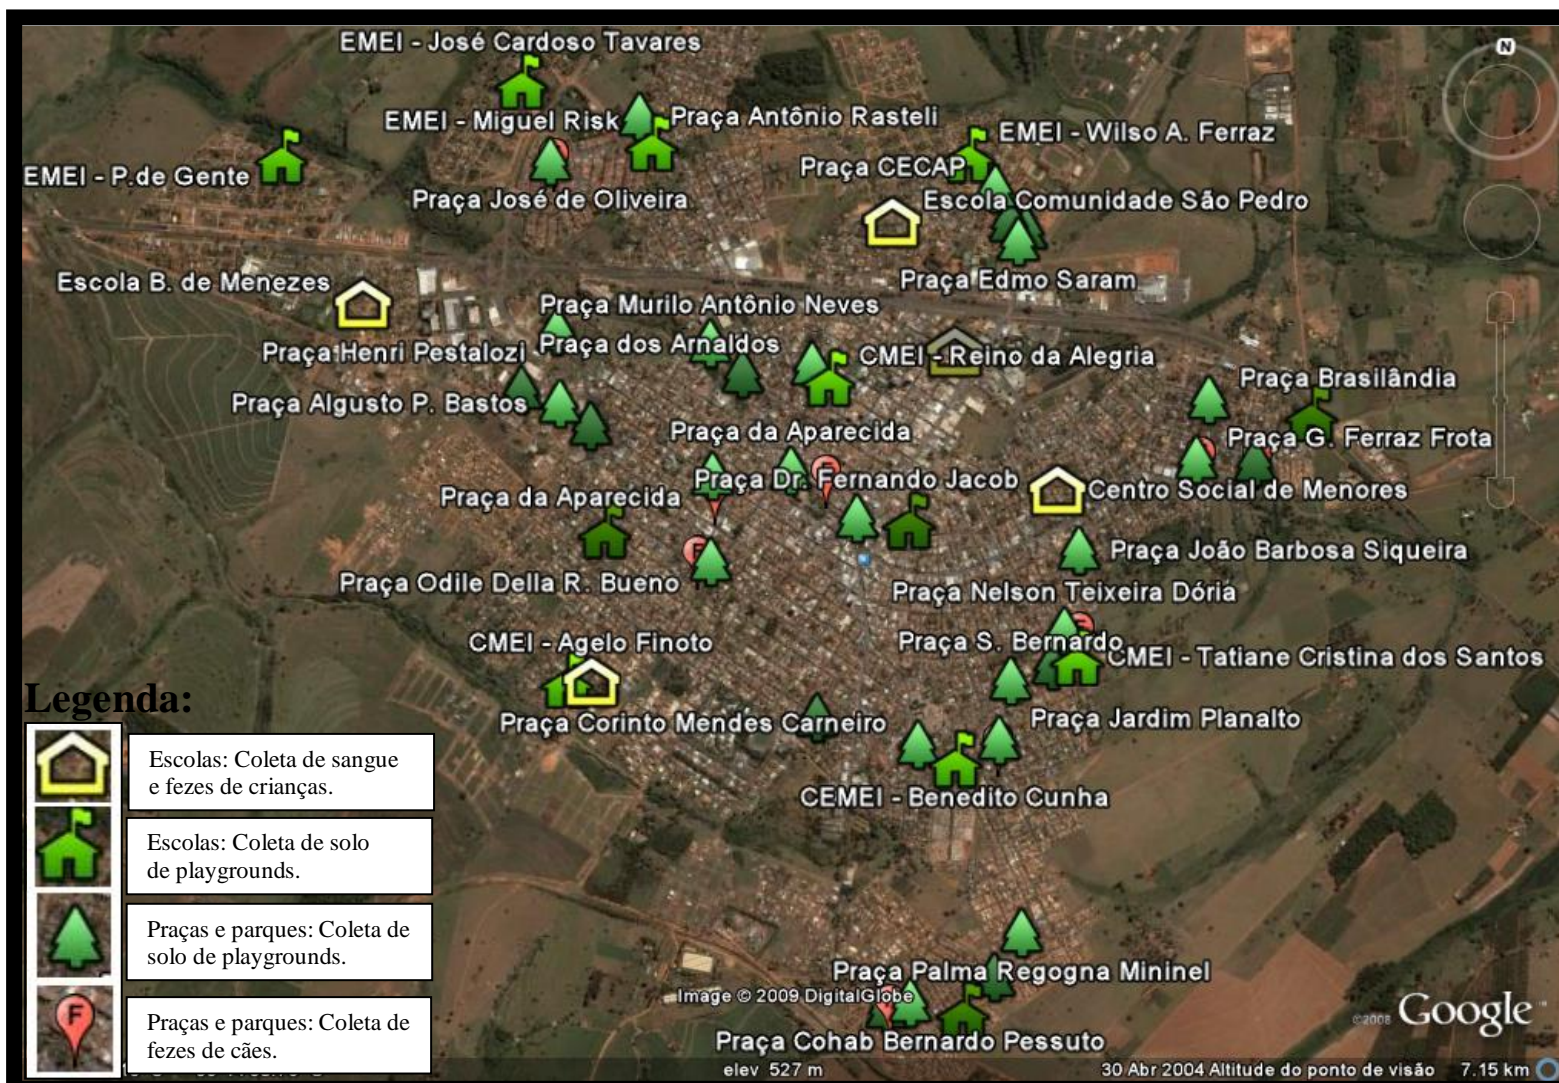 N
EMEI - José Cardoso Tavares
EMEI - Miguel Risk
Praça Antônio Rasteli
EMEI - Wilso A. Ferraz
Praça CECAP
EMEI - P.de Gente
Praça José de Oliveira
Escola Comunidade São Pedro
Escola B. de Menezes
Praça Edmo Saram
Praça Murilo Antônio Neves
Praça Henri Pestalozi
Praça dos Arnaldos
CMEI - Reino da Alegria
Praça Brasilândia
Praça Algusto P. Bastos
Praça da Aparecida
Praça G. Ferraz Frota
Praça Dr. Fernando Jacob
Praça da Aparecida
Centro Social de Menores
Praça João Barbosa Siqueira
Praça Odile Della R. Bueno
Praça Nelson Teixeira Dória
CMEI - Agelo Finoto
Praça S. Bernardo
CMEI - Tatiane Cristina dos Santos
Praça Corinto Mendes Carneiro
Praça Jardim Planalto
CEMEI - Benedito Cunha
Praça Palma Regogna Mininel
Praça Cohab Bernardo Pessuto
Legenda:
Escolas: Coleta de sangue
e fezes de crianças.
Escolas: Coleta de solo
de playgrounds.
Praças e parques: Coleta de
solo de playgrounds.
F
Praças e parques: Coleta de
fezes de cães.
Image © 2009 DigitalGlobe
©2008 Google™
elev 527 m
30 Abr 2004 Altitude do ponto de visão 7.15 km